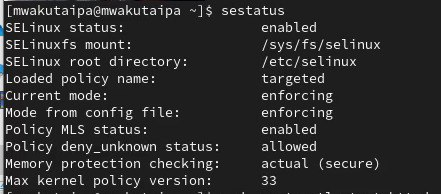 [mwakutaipa@mwakutaipa ~]$ sestatus
SELinux status:                 enabled
SELinuxfs mount:                /sys/fs/selinux
SELinux root directory:         /etc/selinux
Loaded policy name:             targeted
Current mode:                   enforcing
Mode from config file:          enforcing
Policy MLS status:              enabled
Policy deny_unknown status:     allowed
Memory protection checking:     actual (secure)
Max kernel policy version:      33